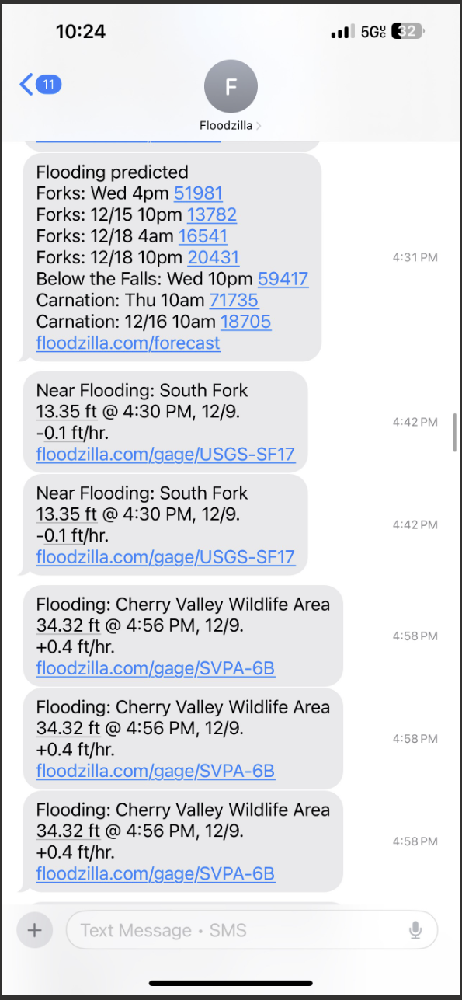 10:24
5G
32
11
F
Floodzilla
Flooding predicted
Forks: Wed 4pm 51981
Forks: 12/15 10pm 13782
Forks: 12/18 4am 16541
Forks: 12/18 10pm 20431
Below the Falls: Wed 10pm 59417
Carnation: Thu 10am 71735
Carnation: 12/16 10am 18705
floodzilla.com/forecast
4:31 PM
Near Flooding: South Fork
13.35 ft @ 4:30 PM, 12/9.
-0.1 ft/hr.
floodzilla.com/gage/USGS-SF17
4:42 PM
Near Flooding: South Fork
13.35 ft @ 4:30 PM, 12/9.
-0.1 ft/hr.
floodzilla.com/gage/USGS-SF17
4:42 PM
Flooding: Cherry Valley Wildlife Area
34.32 ft @ 4:56 PM, 12/9.
+0.4 ft/hr.
floodzilla.com/gage/SVPA-6B
4:58 PM
Flooding: Cherry Valley Wildlife Area
34.32 ft @ 4:56 PM, 12/9.
+0.4 ft/hr.
floodzilla.com/gage/SVPA-6B
4:58 PM
Flooding: Cherry Valley Wildlife Area
34.32 ft @ 4:56 PM, 12/9.
+0.4 ft/hr.
floodzilla.com/gage/SVPA-6B
4:58 PM
Text Message • SMS